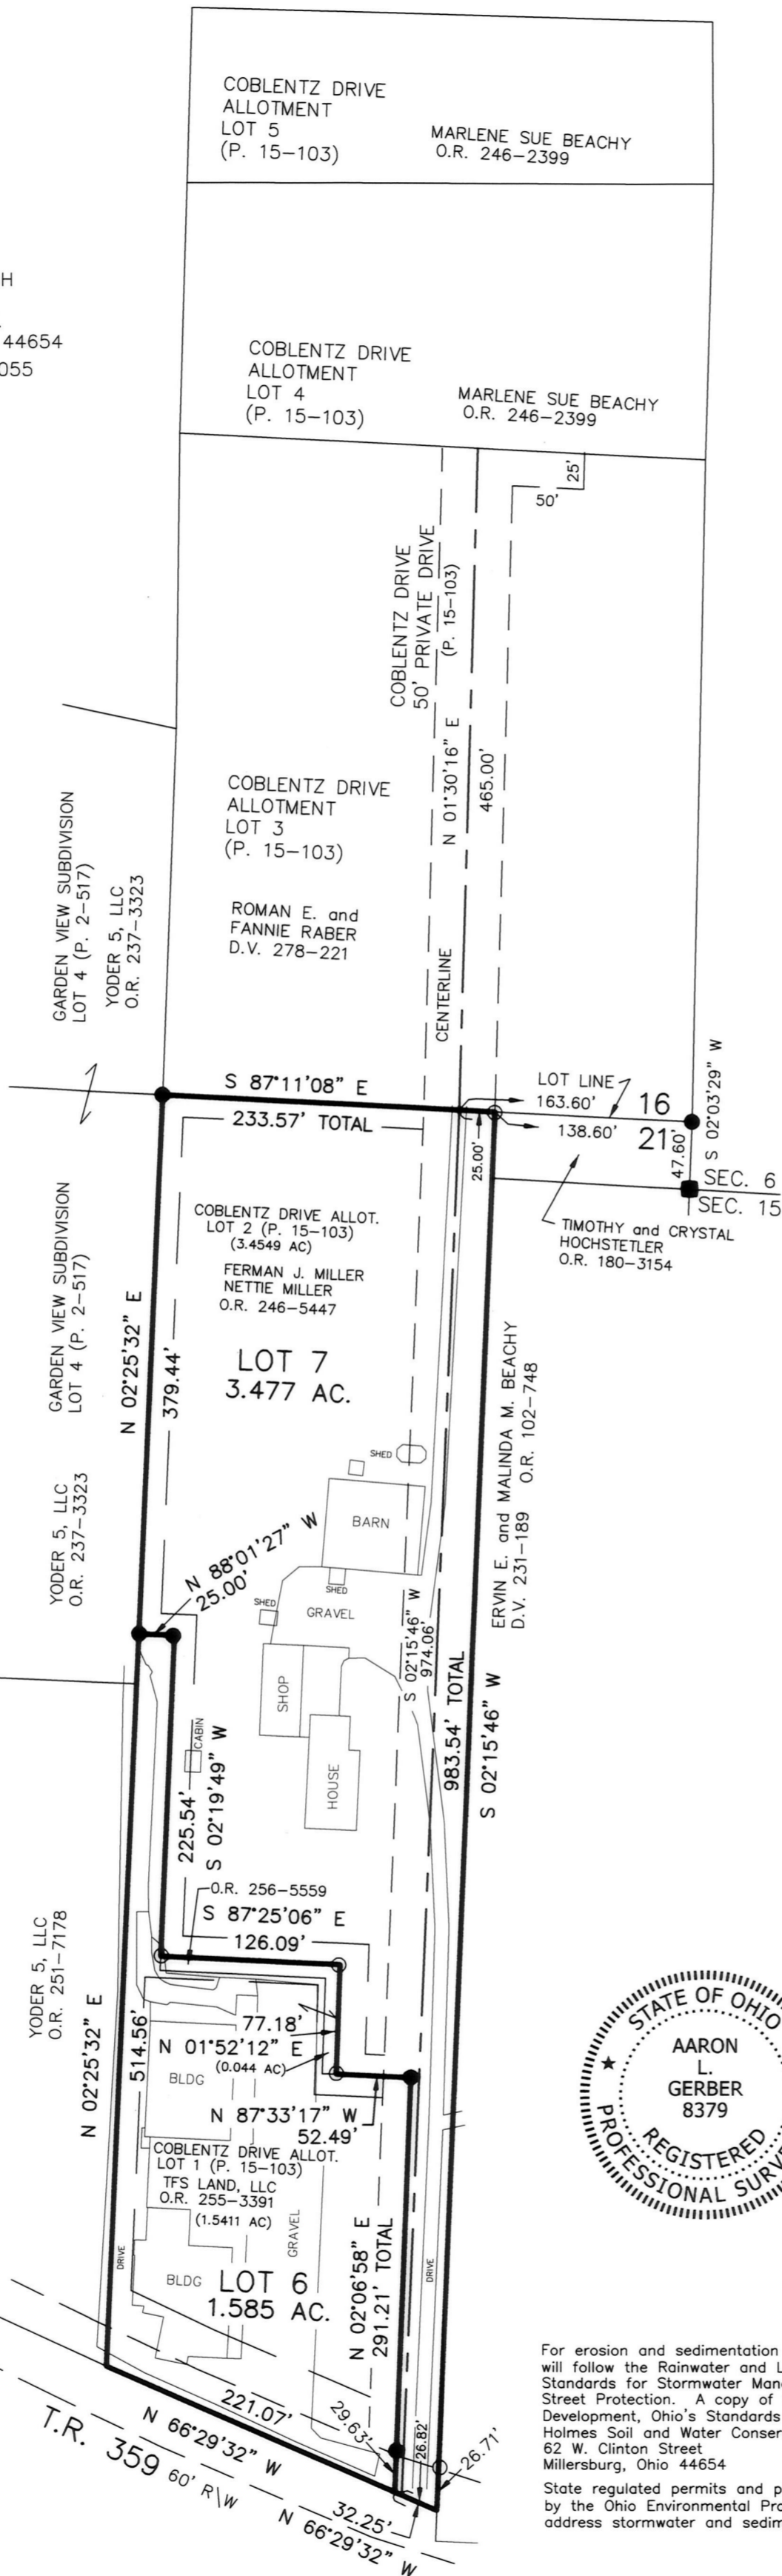 COBLENTZ DRIVE
ALLOTMENT
LOT 5
(P. 15-103)
MARLENE SUE BEACHY
O.R. 246-2399
H
44654
055
COBLENTZ DRIVE
ALLOTMENT
LOT 4
(P. 15-103)
MARLENE SUE BEACHY
O.R. 246-2399
25'
50'
COBLENTZ DRIVE
50' PRIVATE DRIVE
(P. 15-103)
N 01°30'16" E
465.00'
CENTERLINE
COBLENTZ DRIVE
ALLOTMENT
LOT 3
(P. 15-103)
ROMAN E. and
FANNIE RABER
D.V. 278-221
GARDEN VIEW SUBDIVISION
LOT 4 (P. 2-517)
YODER 5, LLC
O.R. 237-3323
S 87°11'08" E
233.57' TOTAL
LOT LINE
163.60'
138.60'
16
21
47.60'
S 02°03'29" W
SEC. 6
SEC. 15
25.00'
TIMOTHY and CRYSTAL
HOCHSTETLER
O.R. 180-3154
COBLENTZ DRIVE ALLOT.
LOT 2 (P. 15-103)
(3.4549 AC)
FERMAN J. MILLER
NETTIE MILLER
O.R. 246-5447
LOT 7
3.477 AC.
GARDEN VIEW SUBDIVISION
LOT 4 (P. 2-517)
YODER 5, LLC
O.R. 237-3323
N 02°25'32" E
379.44'
ERVIN E. and MALINDA M. BEACHY
D.V. 231-189 O.R. 102-748
SHED
BARN
SHED
SHED
GRAVEL
N 88°01'27" W
25.00'
S 02°15'46" W
974.06'
SHOP
HOUSE
CABIN
983.54' TOTAL
S 02°15'46" W
225.54'
S 02°19'49" W
O.R. 256-5559
S 87°25'06" E
126.09'
YODER 5, LLC
O.R. 251-7178
N 02°25'32" E
514.56'
77.18'
N 01°52'12" E
(0.044 AC)
BLDG
N 87°33'17" W
52.49'
COBLENTZ DRIVE ALLOT.
LOT 1 (P. 15-103)
TFS LAND, LLC
O.R. 255-3391
(1.5411 AC)
GRAVEL
DRIVE
BLDG
LOT 6
1.585 AC.
N 02°06'58" E
291.21' TOTAL
DRIVE
221.07'
N 66°29'32" W
29.63'
26.82'
26.71'
32.25'
N 66°29'32" W
T.R. 359 60' R\W
STATE OF OHIO
AARON
L.
GERBER
8379
REGISTERED
PROFESSIONAL
For erosion and sedimentation
will follow the Rainwater and L
Standards for Stormwater Man
Street Protection. A copy of
Development, Ohio's Standards
Holmes Soil and Water Conser
62 W. Clinton Street
Millersburg, Ohio 44654
State regulated permits and p
by the Ohio Environmental Pro
address stormwater and sedim